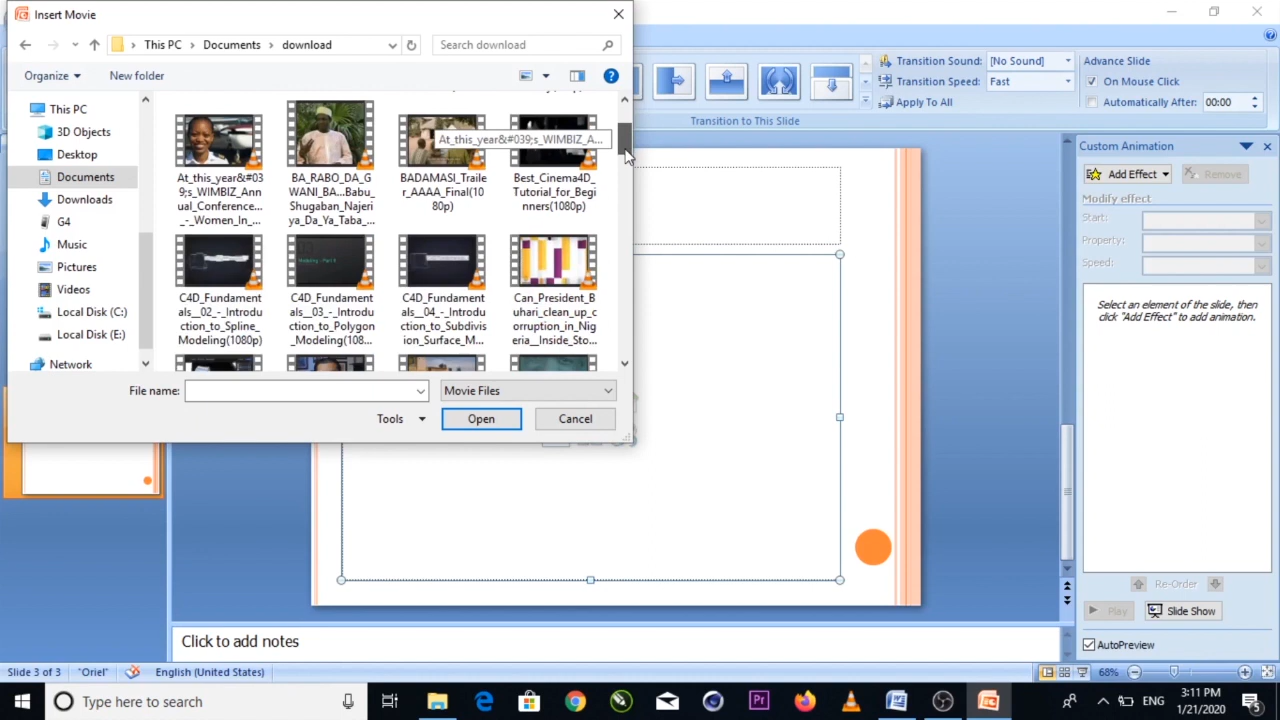 Insert Movie
This PC
Documents
download
Search download
Organize
New folder
Transition Sound:
[No Sound]
Transition Speed:
Fast
Apply To All
Advance Slide
On Mouse Click
Automatically After:
00:00
Transition to This Slide
This PC
3D Objects
Desktop
Documents
Downloads
G4
Music
Pictures
Videos
Local Disk (C:)
Local Disk (E:)
Network
At_this_year&#039;s_WIMBIZ_A...
At_this_year&#03
9;s_WIMBIZ_Ann
ual_Conference...
_-_Women_In_...
BA_RABO_DA_G
WANI_BA...Babu_
Shugaban_Najeri
ya_Da_Ya_Taba_...
BADAMASI_Traile
r_AAAA_Final(10
80p)
Best_Cinema4D_
Tutorial_for_Begi
nners(1080p)
C4D_Fundament
als__02_-_Introdu
ction_to_Spline_
Modeling(1080p)
C4D_Fundament
als__03_-_Introdu
ction_to_Polygon
_Modeling(108...
C4D_Fundament
als__04_-_Introdu
ction_to_Subdivi
sion_Surface_M...
Can_President_B
uhari_clean_up_c
orruption_in_Nig
eria__Inside_Sto...
File name:
Movie Files
Tools
Open
Cancel
Custom Animation
Add Effect
Remove
Modify effect
Start:
Property:
Speed:
Select an element of the slide, then
click "Add Effect" to add animation.
Re-Order
Play
Slide Show
AutoPreview
Click to add notes
Slide 3 of 3
"Oriel"
English (United States)
68%
Type here to search
Pr
ENG
3:11 PM
1/21/2020
5